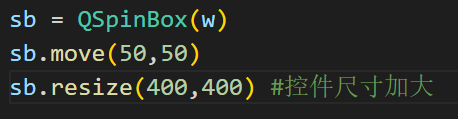 sb = QSpinBox(w)
sb.move(50,50)
sb.resize(400,400) #控件尺寸加大